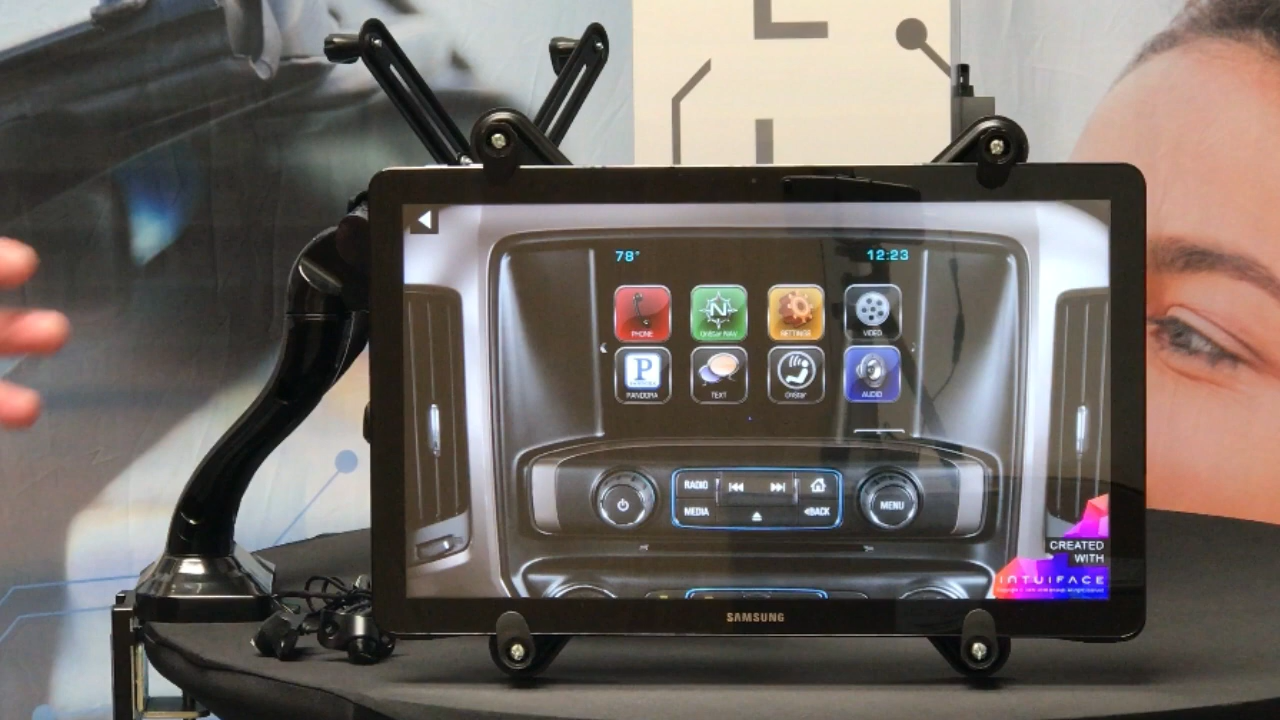 78°
12:23
PHONE
OnStar NAV
SETTINGS
VIDEO
P
PANDORA
TEXT
OnStar
AUDIO
RADIO
MEDIA
BACK
MENU
CREATED
WITH
INTUIFACE
SAMSUNG